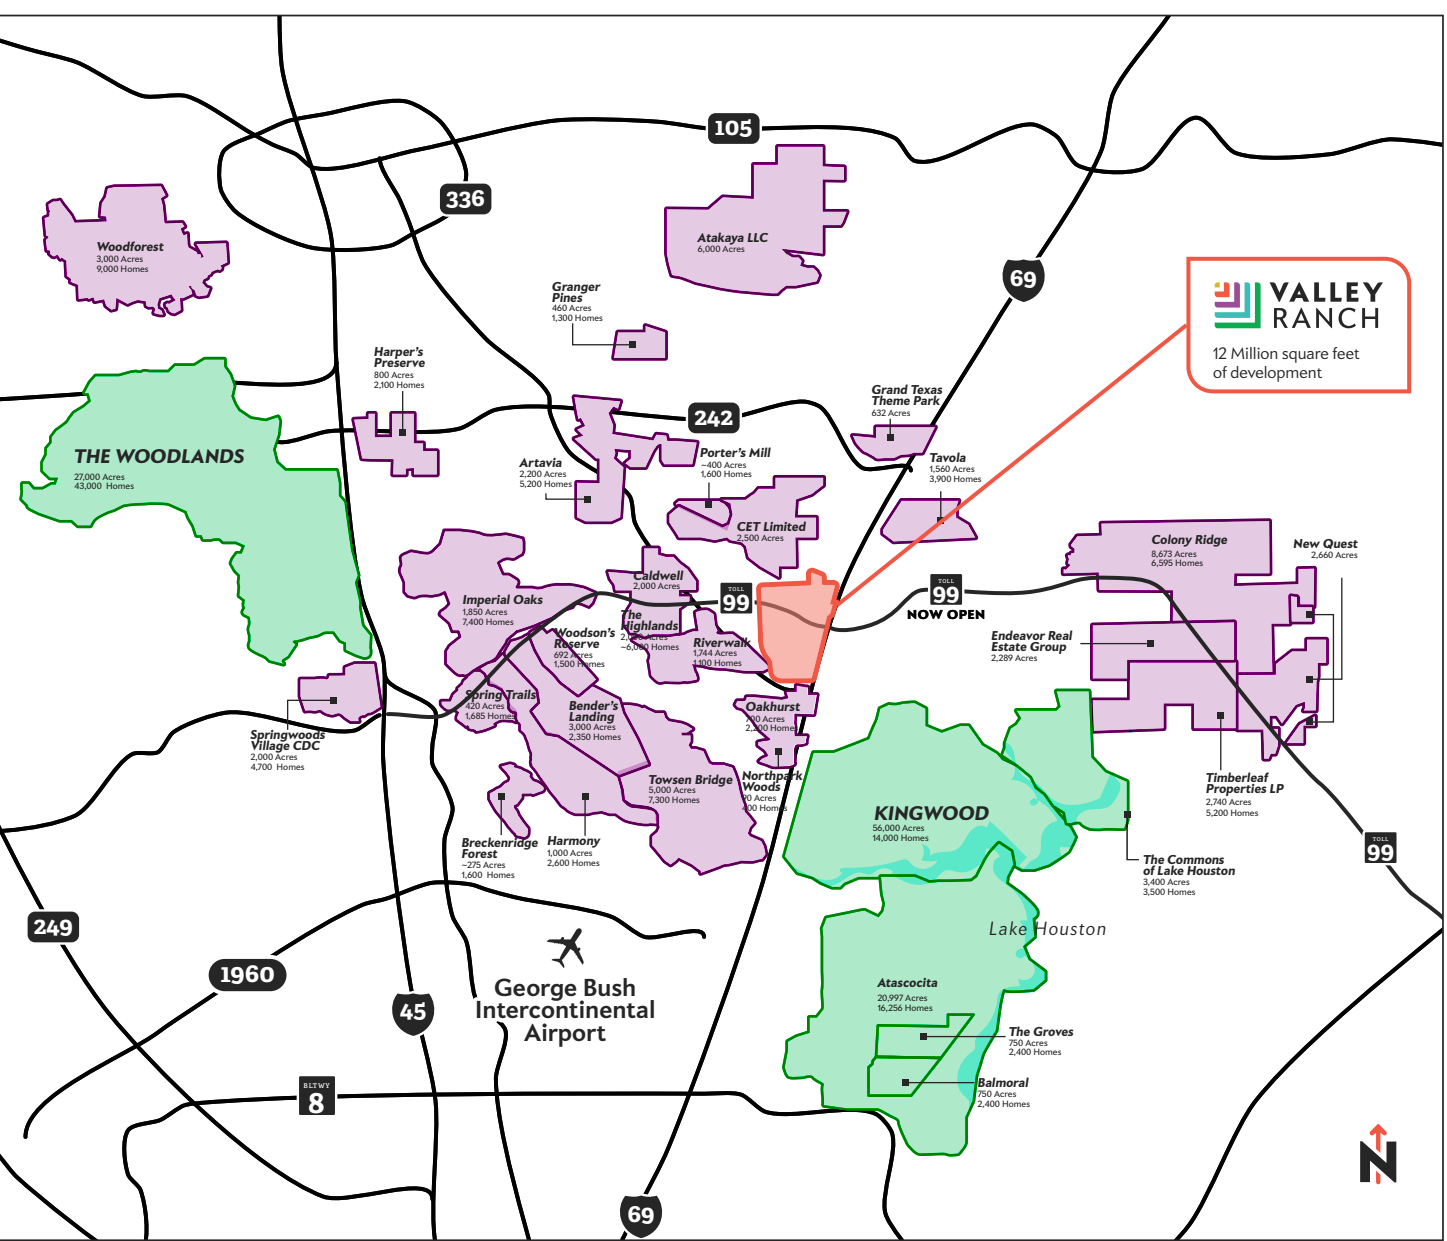 105
336
Woodforest
3,000 Acres
9,000 Homes
Atakaya LLC
6,000 Acres
69
VALLEY
RANCH
12 Million square feet
of development
Granger
Pines
460 Acres
1,300 Homes
Harper's
Preserve
800 Acres
2,100 Homes
Grand Texas
Theme Park
632 Acres
242
THE WOODLANDS
27,000 Acres
43,000 Homes
Artavia
2,200 Acres
5,200 Homes
Porter's Mill
~400 Acres
1,600 Homes
Tavola
1,560 Acres
3,900 Homes
CET Limited
2,500 Acres
Colony Ridge
8,673 Acres
6,595 Homes
New Quest
2,660 Acres
Caldwell
2,000 Acres
TOLL
99
TOLL
99
NOW OPEN
Imperial Oaks
1,850 Acres
7,400 Homes
The
Highlands
~6,000 Homes
Woodson's
Reserve
692 Acres
1,500 Homes
Riverwalk
1,744 Acres
1,100 Homes
Endeavor Real
Estate Group
2,289 Acres
Spring Trails
420 Acres
1,685 Homes
Bender's
Landing
3,000 Acres
2,350 Homes
Oakhurst
700 Acres
2,200 Homes
Springwoods
Village CDC
2,000 Acres
4,700 Homes
Towsen Bridge
5,000 Acres
7,300 Homes
Northpark
Woods
Acres
Homes
Timberleaf
Properties LP
2,740 Acres
5,200 Homes
KINGWOOD
56,000 Acres
14,000 Homes
Breckenridge
Forest
~275 Acres
1,600 Homes
Harmony
1,000 Acres
2,600 Homes
TOLL
99
The Commons
of Lake Houston
3,400 Acres
3,500 Homes
249
1960
George Bush
Intercontinental
Airport
Lake Houston
45
Atascocita
20,997 Acres
16,256 Homes
The Groves
750 Acres
2,400 Homes
Balmoral
750 Acres
2,400 Homes
BLTWY
8
69
N